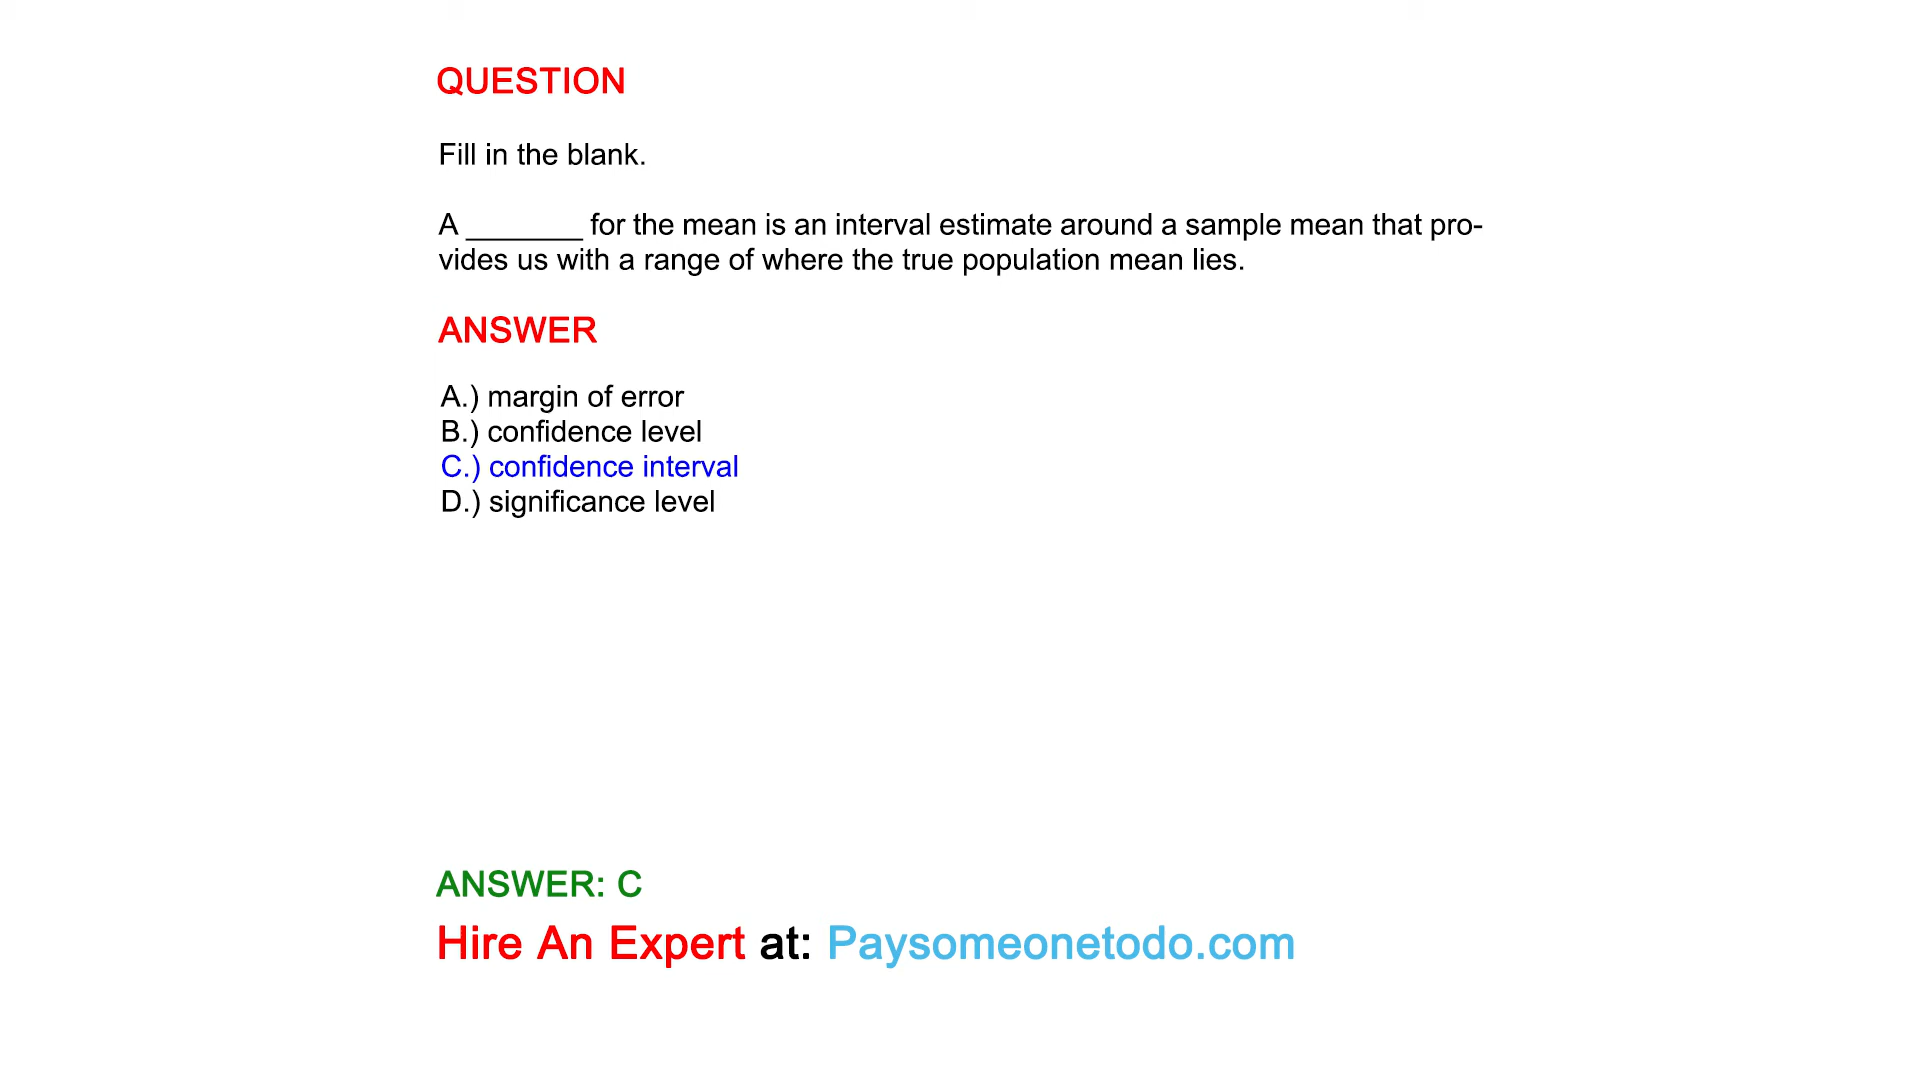 QUESTION
Fill in the blank.
A _______ for the mean is an interval estimate around a sample mean that pro-
vides us with a range of where the true population mean lies.
ANSWER
A.) margin of error
B.) confidence level
C.) confidence interval
D.) significance level
ANSWER: C
Hire An Expert at: Paysomeonetodo.com